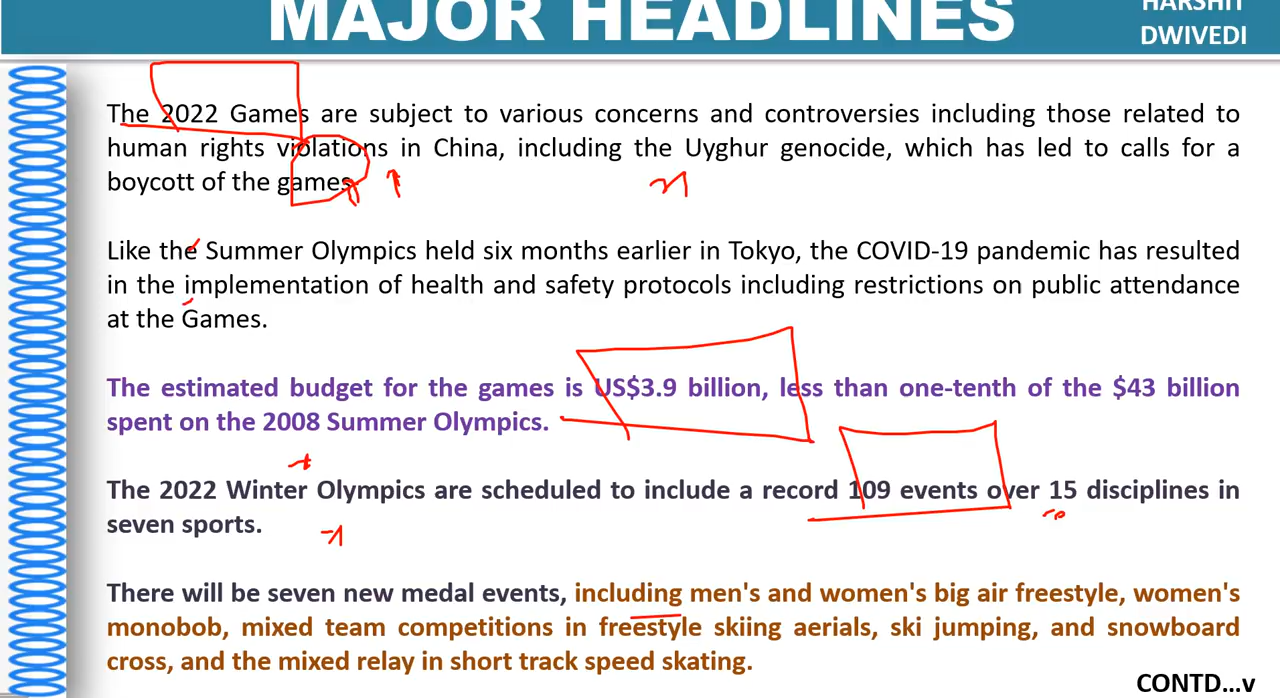 MAJOR HEADLINES
HARSHIT
DWIVEDI
The 2022 Games are subject to various concerns and controversies including those related to
human rights violations in China, including the Uyghur genocide, which has led to calls for a
boycott of the games.
Like the Summer Olympics held six months earlier in Tokyo, the COVID-19 pandemic has resulted
in the implementation of health and safety protocols including restrictions on public attendance
at the Games.
The estimated budget for the games is US$3.9 billion, less than one-tenth of the $43 billion
spent on the 2008 Summer Olympics.
The 2022 Winter Olympics are scheduled to include a record 109 events over 15 disciplines in
seven sports.
There will be seven new medal events, including men's and women's big air freestyle, women's
monobob, mixed team competitions in freestyle skiing aerials, ski jumping, and snowboard
cross, and the mixed relay in short track speed skating.
CONTD...v